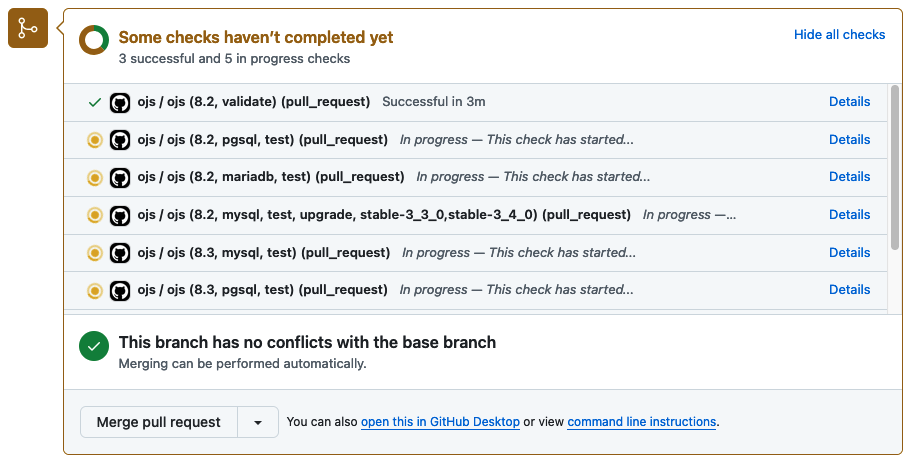 Some checks haven’t completed yet
Hide all checks
3 successful and 5 in progress checks
ojs / ojs (8.2, validate) (pull_request) Successful in 3m Details
ojs / ojs (8.2, pgsql, test) (pull_request) In progress — This check has started... Details
ojs / ojs (8.2, mariadb, test) (pull_request) In progress — This check has started... Details
ojs / ojs (8.2, mysql, test, upgrade, stable-3_3_0,stable-3_4_0) (pull_request) In progress —... Details
ojs / ojs (8.3, mysql, test) (pull_request) In progress — This check has started... Details
ojs / ojs (8.3, pgsql, test) (pull_request) In progress — This check has started... Details
This branch has no conflicts with the base branch
Merging can be performed automatically.
Merge pull request You can also open this in GitHub Desktop or view command line instructions.